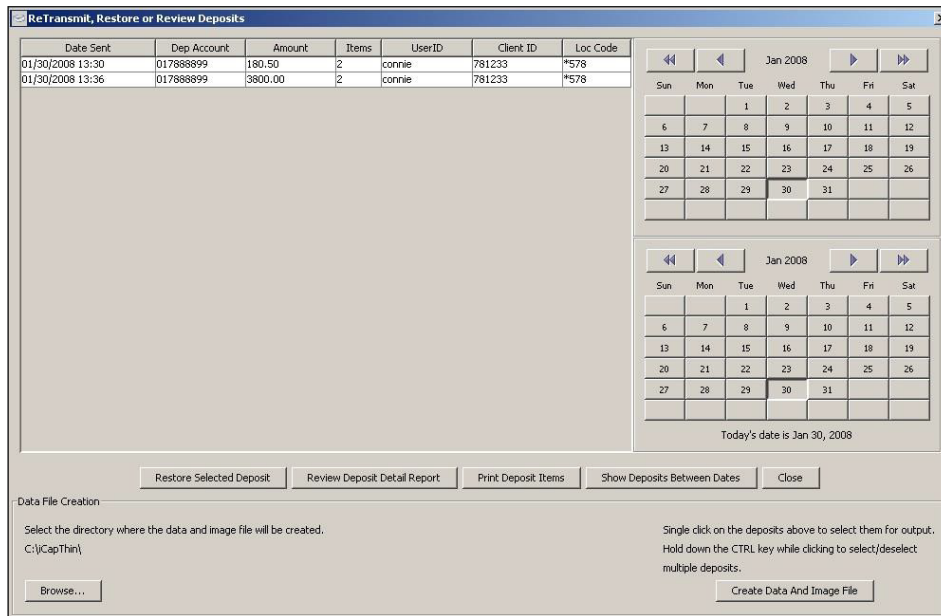 ReTransmit, Restore or Review Deposits
Date Sent Dep Account Amount Items UserID Client ID Loc Code
01/30/2008 13:30 017888899 180.50 2 connie 781233 *578
01/30/2008 13:36 017888899 3800.00 2 connie 781233 *578
Jan 2008
Sun Mon Tue Wed Thu Fri Sat
1 2 3 4 5
6 7 8 9 10 11 12
13 14 15 16 17 18 19
20 21 22 23 24 25 26
27 28 29 30 31
Jan 2008
Sun Mon Tue Wed Thu Fri Sat
1 2 3 4 5
6 7 8 9 10 11 12
13 14 15 16 17 18 19
20 21 22 23 24 25 26
27 28 29 30 31
Today's date is Jan 30, 2008
Restore Selected Deposit Review Deposit Detail Report Print Deposit Items Show Deposits Between Dates Close
Data File Creation
Select the directory where the data and image file will be created.
C:\iCapThin\
Browse...
Single click on the deposits above to select them for output.
Hold down the CTRL key while clicking to select/deselect
multiple deposits.
Create Data And Image File